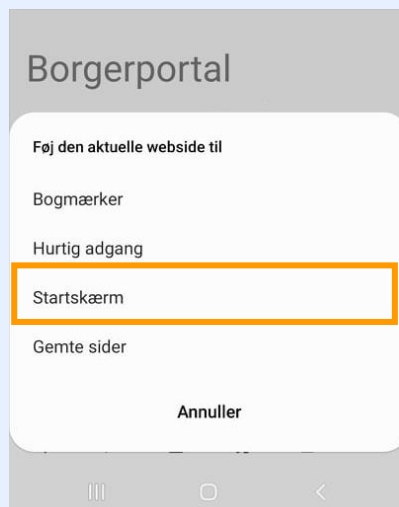 Borgerportal
Føj den aktuelle webside til
Bogmærker
Hurtig adgang
Startskærm
Gemte sider
Annuller